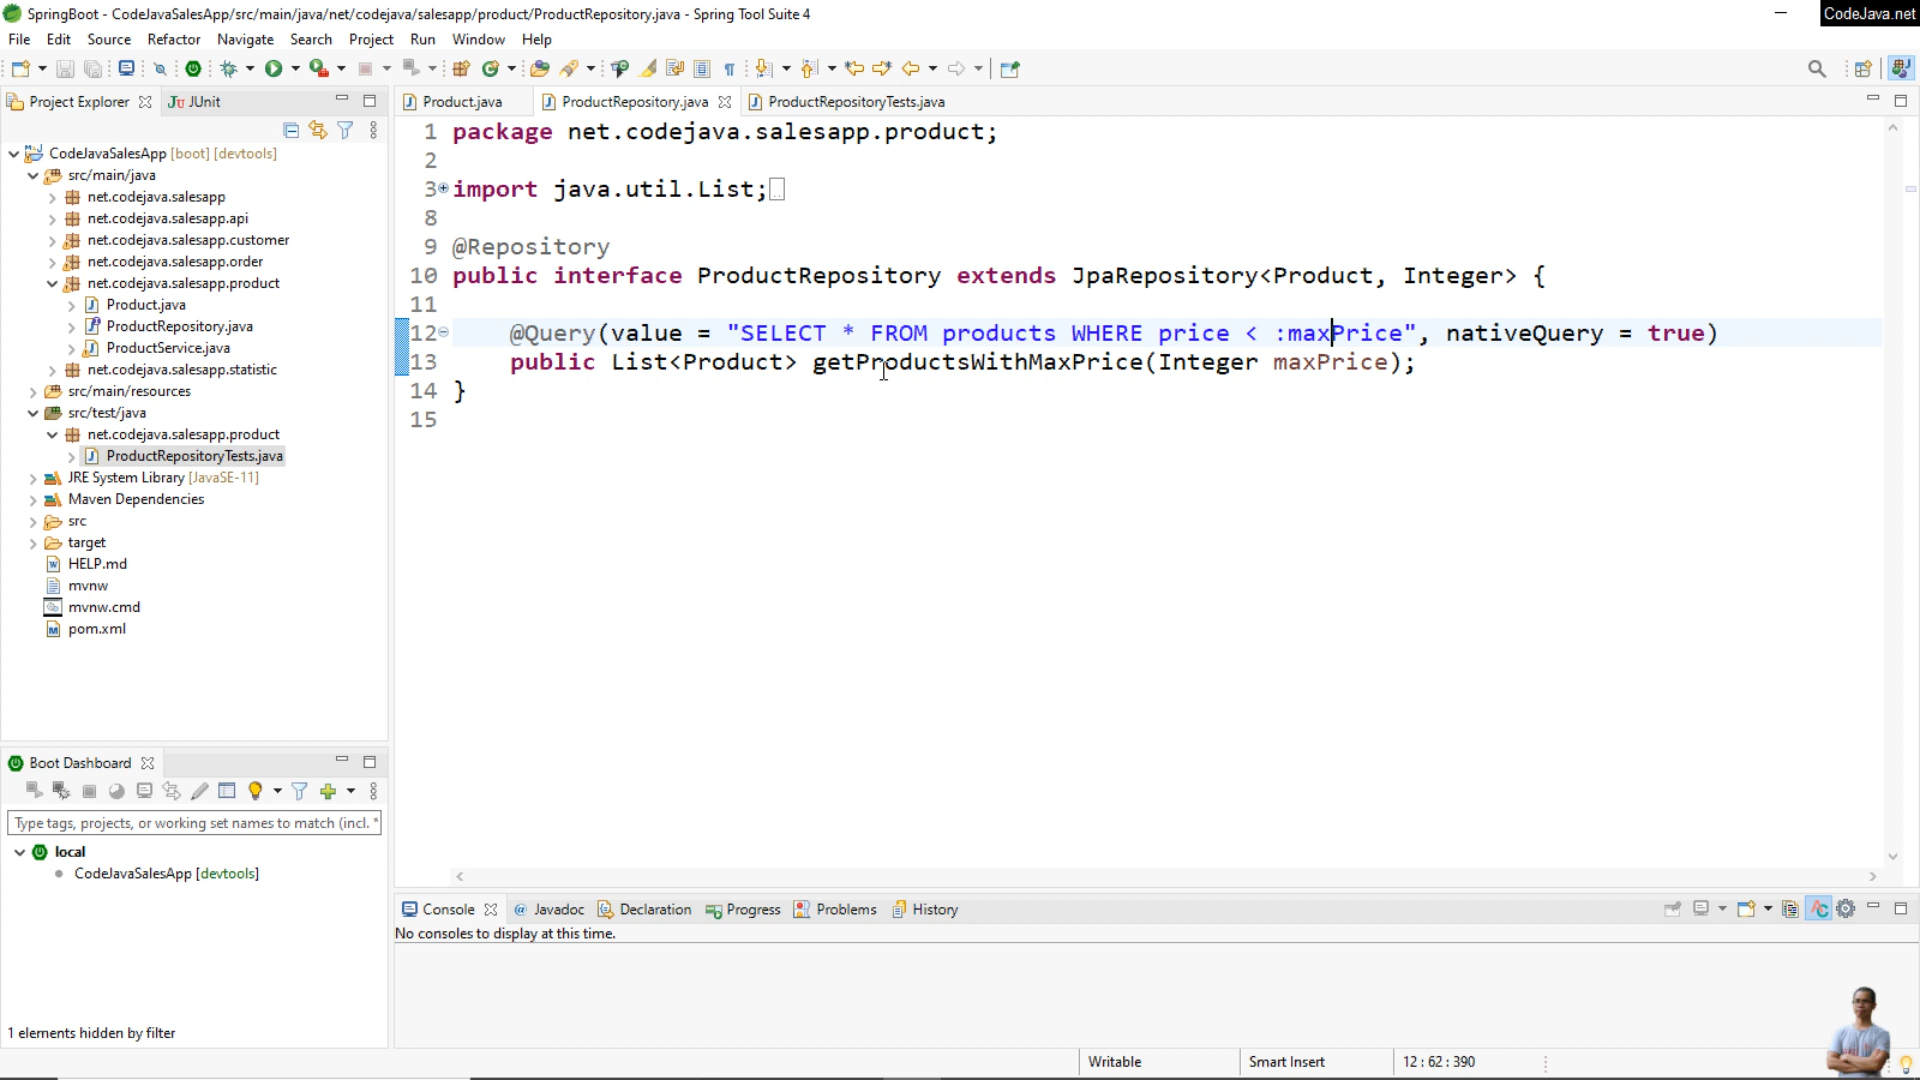 SpringBoot - CodeJavaSalesApp/src/main/java/net/codejava/salesapp/product/ProductRepository.java - Spring Tool Suite 4
CodeJava.net
File Edit Source Refactor Navigate Search Project Run Window Help
Project Explorer
JUnit
CodeJavaSalesApp [boot] [devtools]
src/main/java
net.codejava.salesapp
net.codejava.salesapp.api
net.codejava.salesapp.customer
net.codejava.salesapp.order
net.codejava.salesapp.product
Product.java
ProductRepository.java
ProductService.java
net.codejava.salesapp.statistic
src/main/resources
src/test/java
net.codejava.salesapp.product
ProductRepositoryTests.java
JRE System Library [JavaSE-11]
Maven Dependencies
src
target
HELP.md
mvnw
mvnw.cmd
pom.xml
Product.java ProductRepository.java ProductRepositoryTests.java
1 package net.codejava.salesapp.product;
2
3 import java.util.List;
8
9 @Repository
10 public interface ProductRepository extends JpaRepository<Product, Integer> {
11
12 @Query(value = "SELECT * FROM products WHERE price < :maxPrice", nativeQuery = true)
13 public List<Product> getProductsWithMaxPrice(Integer maxPrice);
14 }
15
Boot Dashboard
Type tags, projects, or working set names to match (incl. *
local
CodeJavaSalesApp [devtools]
1 elements hidden by filter
Console Javadoc Declaration Progress Problems History
No consoles to display at this time.
Writable Smart Insert 12 : 62 : 390